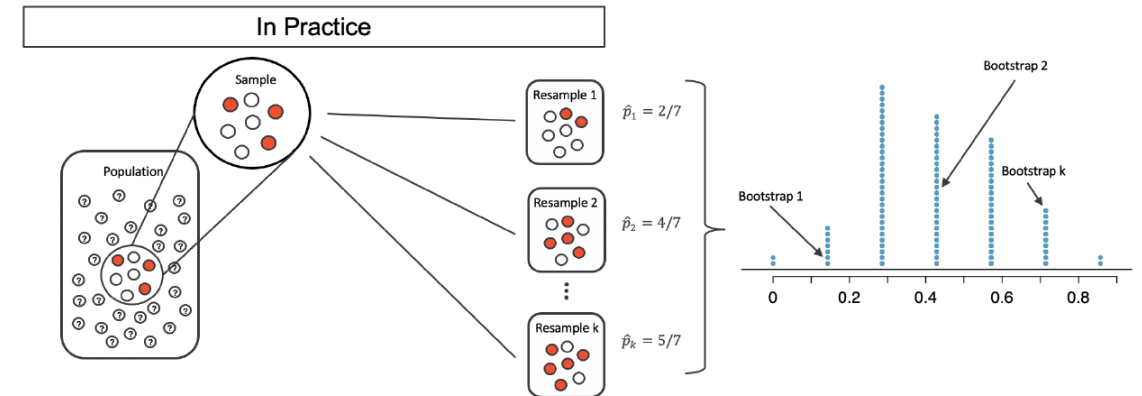 In Practice
Sample
Population
Resample 1
p̂₁ = 2/7
Resample 2
p̂₂ = 4/7
Resample k
p̂ₖ = 5/7
Bootstrap 2
Bootstrap k
Bootstrap 1
0 0.2 0.4 0.6 0.8